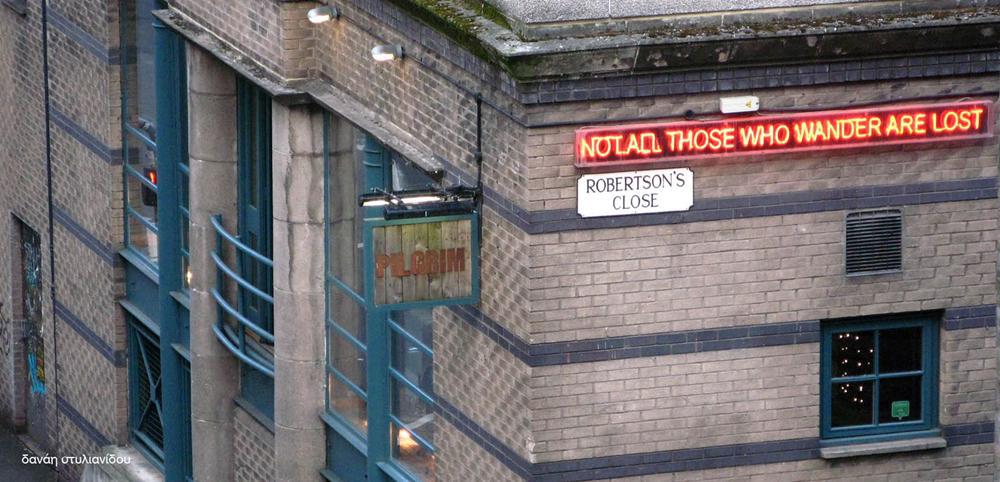 NOT ALL THOSE WHO WANDER ARE LOST
ROBERTSON'S
CLOSE
PILGRIM
δανάη στυλιανίδου